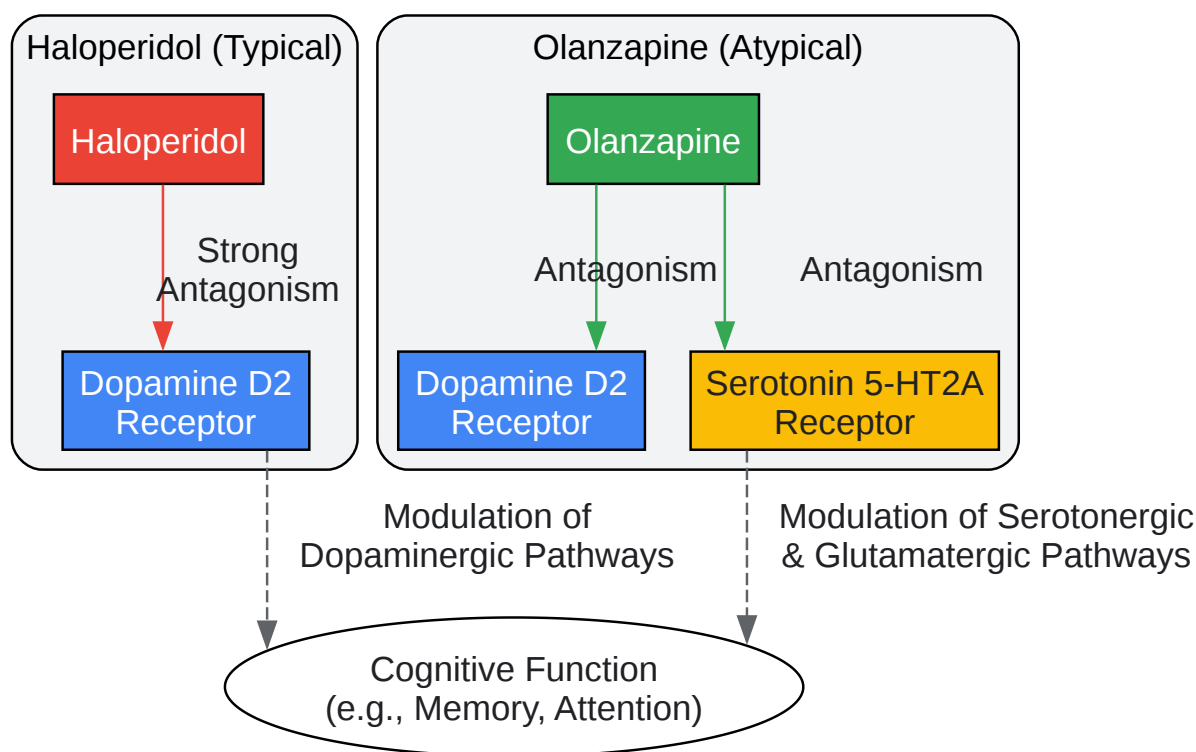 Haloperidol (Typical)
Olanzapine (Atypical)
Haloperidol
Olanzapine
Strong
Antagonism
Antagonism
Antagonism
Dopamine D2
Receptor
Dopamine D2
Receptor
Serotonin 5-HT2A
Receptor
Modulation of
Dopaminergic Pathways
Modulation of Serotonergic
& Glutamatergic Pathways
Cognitive Function
(e.g., Memory, Attention)